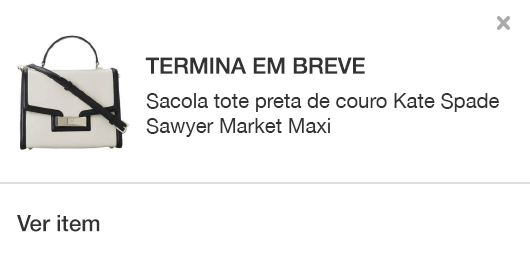 TERMINA EM BREVE
Sacola tote preta de couro Kate Spade
Sawyer Market Maxi
Ver item